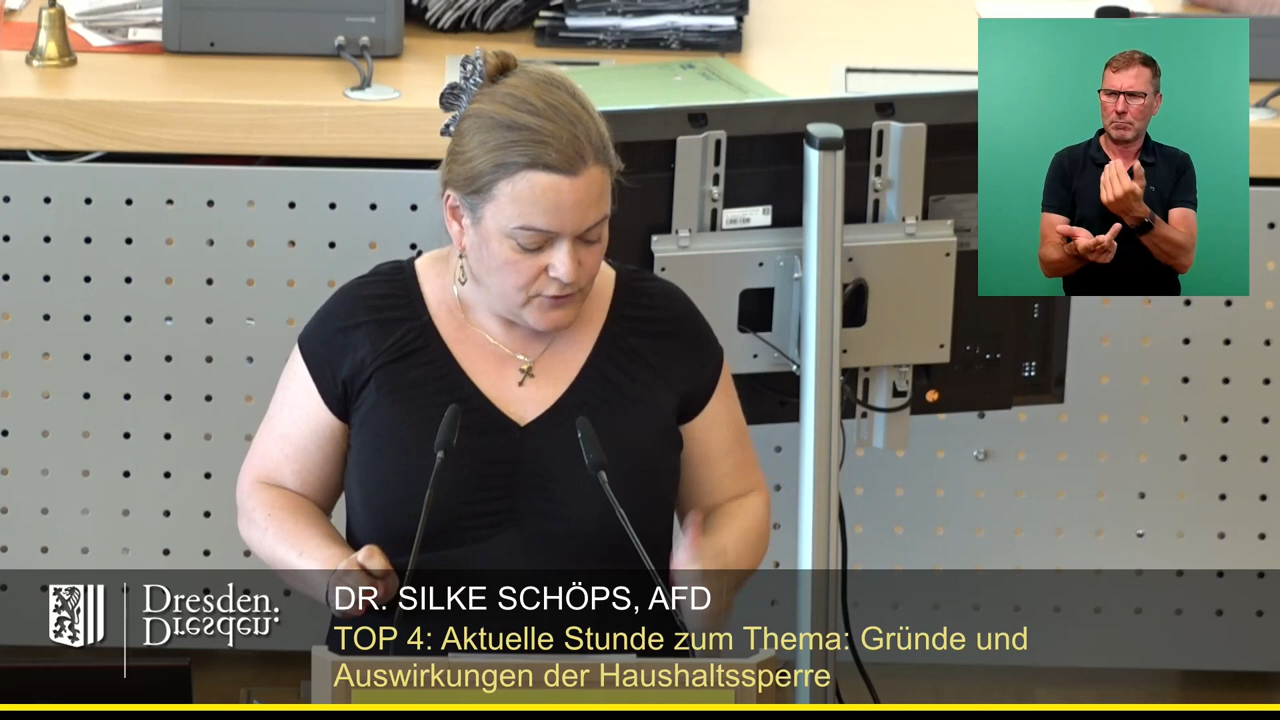 Dresden.
Dresden.
DR. SILKE SCHÖPS, AFD
TOP 4: Aktuelle Stunde zum Thema: Gründe und
Auswirkungen der Haushaltssperre